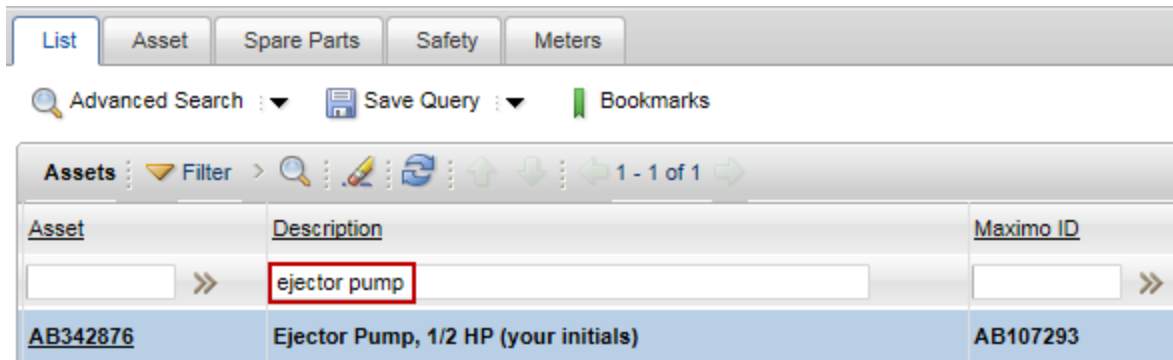 List Asset Spare Parts Safety Meters
Advanced Search Save Query Bookmarks
Assets Filter > 1 - 1 of 1
Asset Description Maximo ID
ejector pump
AB342876 Ejector Pump, 1/2 HP (your initials) AB107293